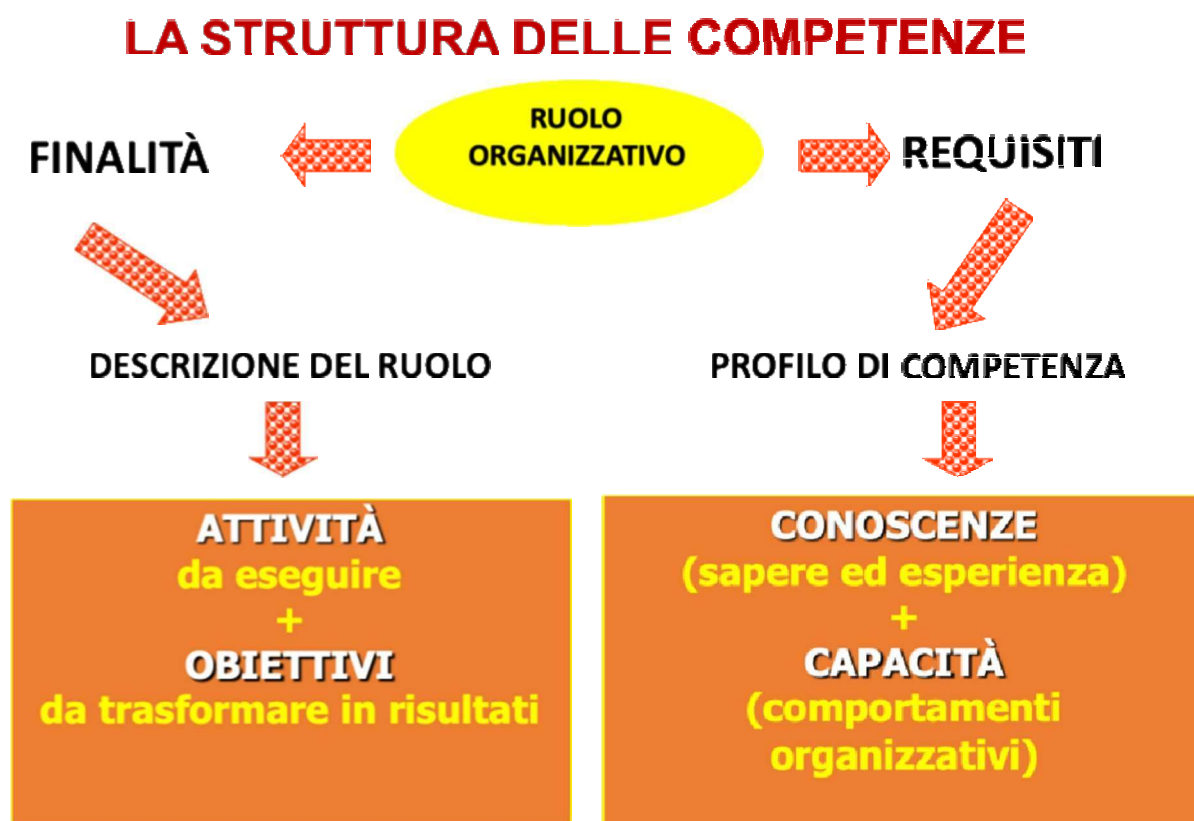 LA STRUTTURA DELLE COMPETENZE
RUOLO
ORGANIZZATIVO
FINALITÀ
REQUISITI
DESCRIZIONE DEL RUOLO
PROFILO DI COMPETENZA
ATTIVITÀ
da eseguire
+
OBIETTIVI
da trasformare in risultati
CONOSCENZE
(sapere ed esperienza)
+
CAPACITÀ
(comportamenti
organizzativi)